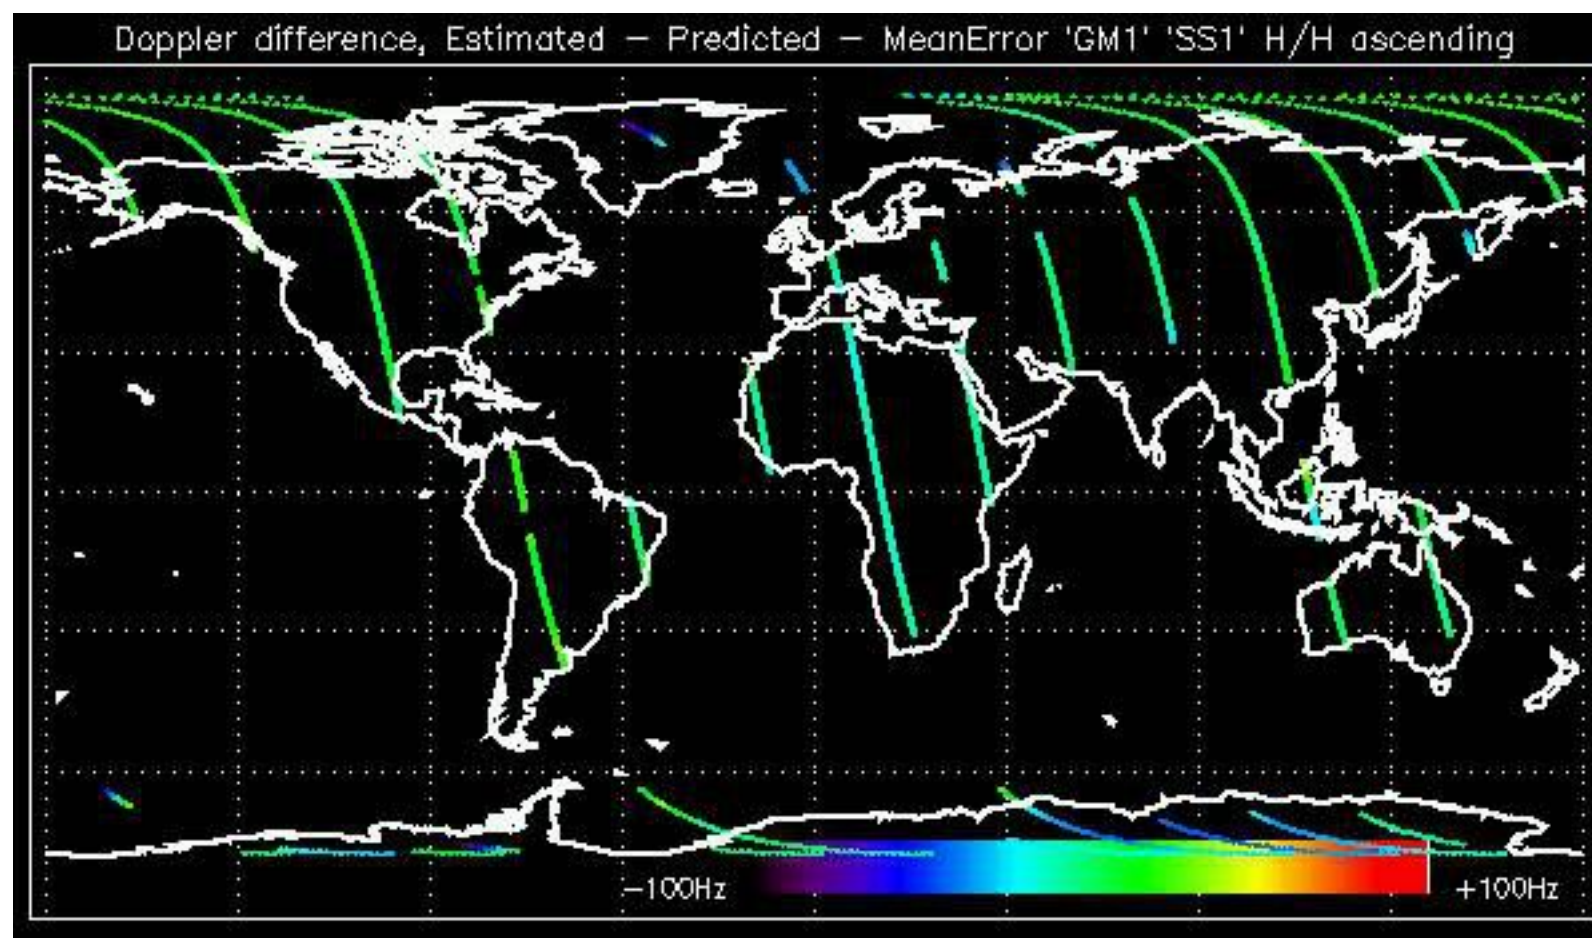 Doppler difference, Estimated – Predicted – MeanError 'GM1' 'SS1' H/H ascending
-100Hz +100Hz